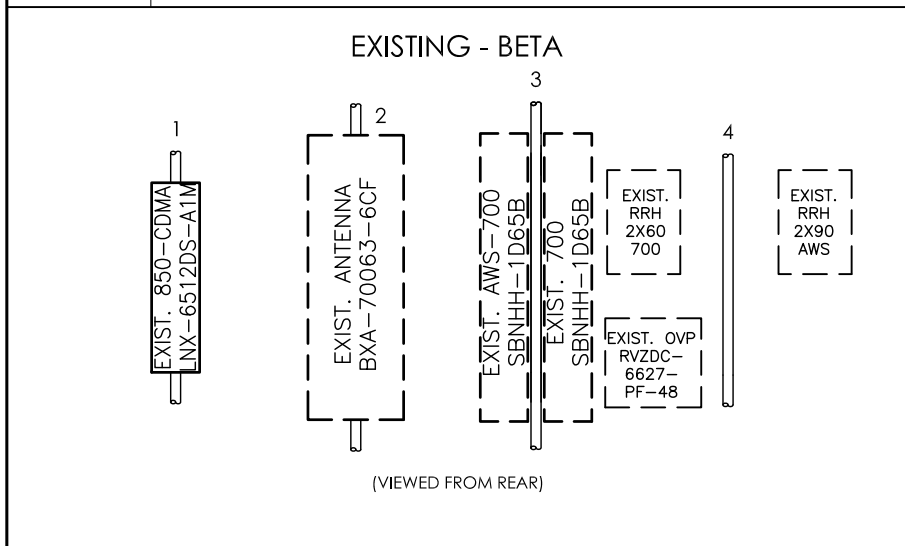 EXISTING - BETA
1
2
3
4
EXIST. 850-CDMA
LNX-6512DS-A1M
EXIST. ANTENNA
BXA-70063-6CF
EXIST. AWS-700
SBNHH-1D65B
EXIST. 700
SBNHH-1D65B
EXIST.
RRH
2X60
700
EXIST. OVP
RVZDC-
6627-
PF-48
EXIST.
RRH
2X90
AWS
(VIEWED FROM REAR)